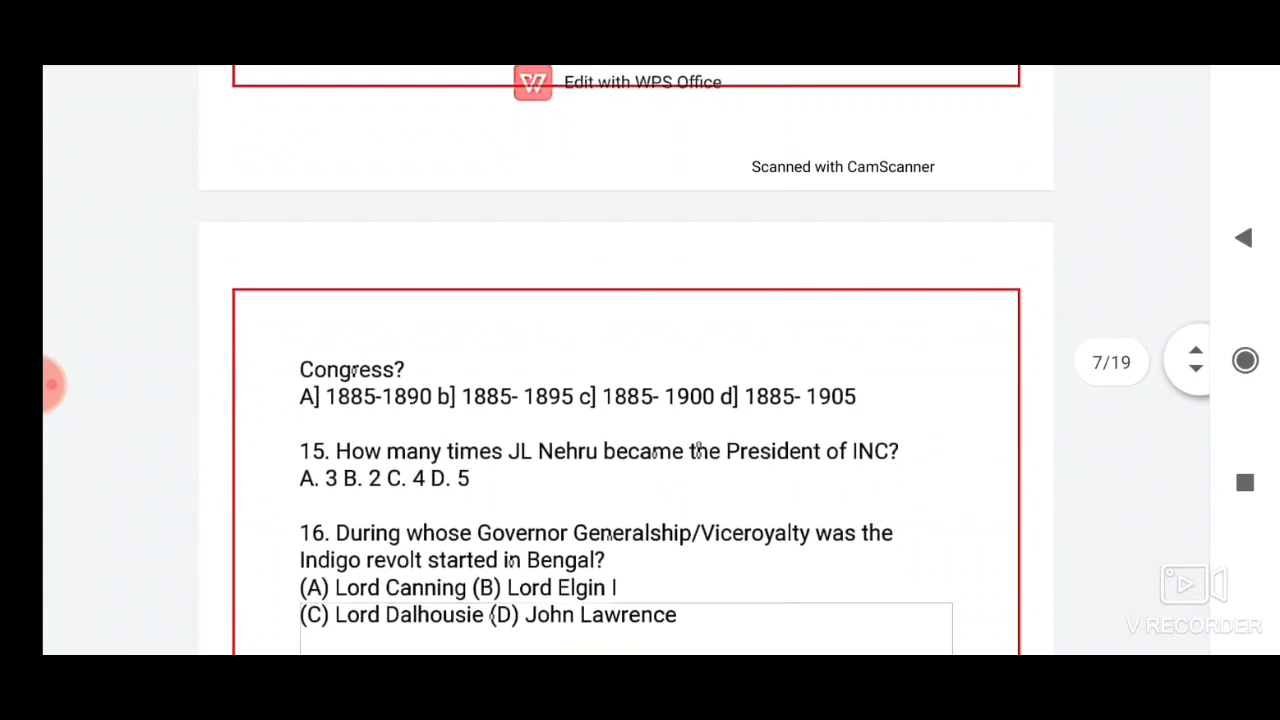 Edit with WPS Office
Scanned with CamScanner
Congress?
A] 1885-1890 b] 1885- 1895 c] 1885- 1900 d] 1885- 1905
15. How many times JL Nehru became the President of INC?
A. 3 B. 2 C. 4 D. 5
7/19
16. During whose Governor Generalship/Viceroyalty was the
Indigo revolt started in Bengal?
(A) Lord Canning (B) Lord Elgin I
(C) Lord Dalhousie (D) John Lawrence
V RECORDER